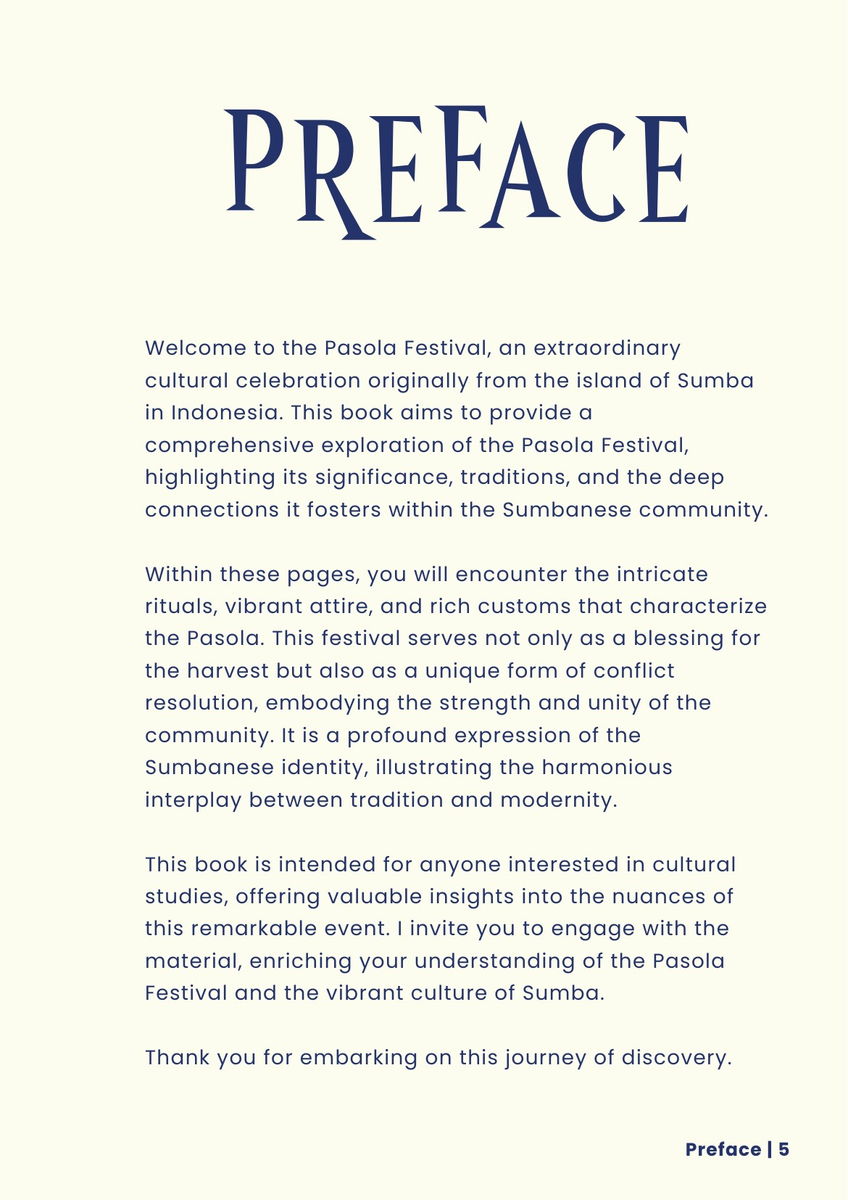 PREFACE
Welcome to the Pasola Festival, an extraordinary
cultural celebration originally from the island of Sumba
in Indonesia. This book aims to provide a
comprehensive exploration of the Pasola Festival,
highlighting its significance, traditions, and the deep
connections it fosters within the Sumbanese community.
Within these pages, you will encounter the intricate
rituals, vibrant attire, and rich customs that characterize
the Pasola. This festival serves not only as a blessing for
the harvest but also as a unique form of conflict
resolution, embodying the strength and unity of the
community. It is a profound expression of the
Sumbanese identity, illustrating the harmonious
interplay between tradition and modernity.
This book is intended for anyone interested in cultural
studies, offering valuable insights into the nuances of
this remarkable event. I invite you to engage with the
material, enriching your understanding of the Pasola
Festival and the vibrant culture of Sumba.
Thank you for embarking on this journey of discovery.
Preface | 5